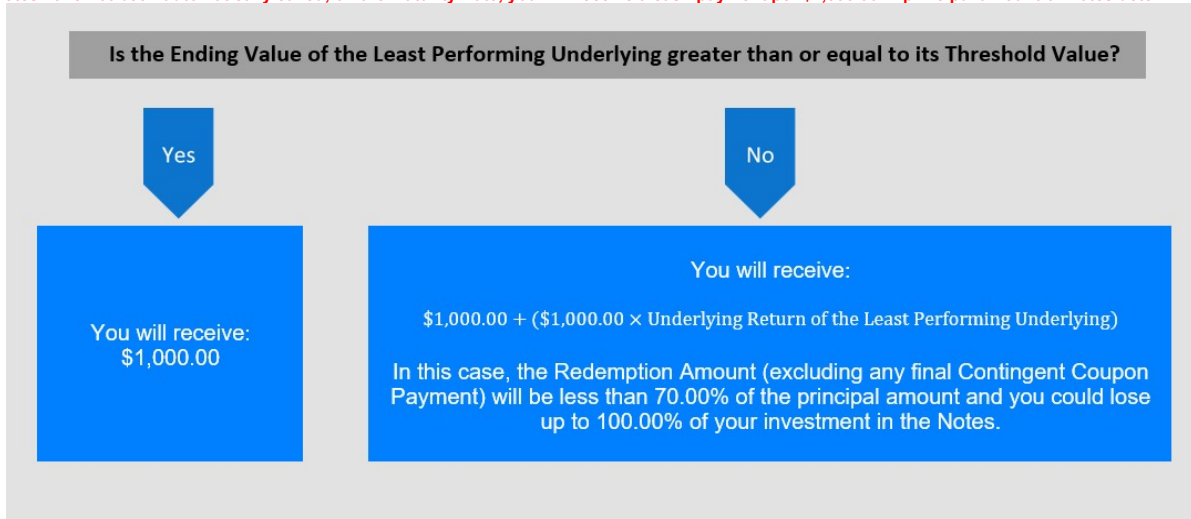 Is the Ending Value of the Least Performing Underlying greater than or equal to its Threshold Value?
Yes
No
You will receive:
$1,000.00
You will receive:
$1,000.00 + ($1,000.00 × Underlying Return of the Least Performing Underlying)
In this case, the Redemption Amount (excluding any final Contingent Coupon
Payment) will be less than 70.00% of the principal amount and you could lose
up to 100.00% of your investment in the Notes.